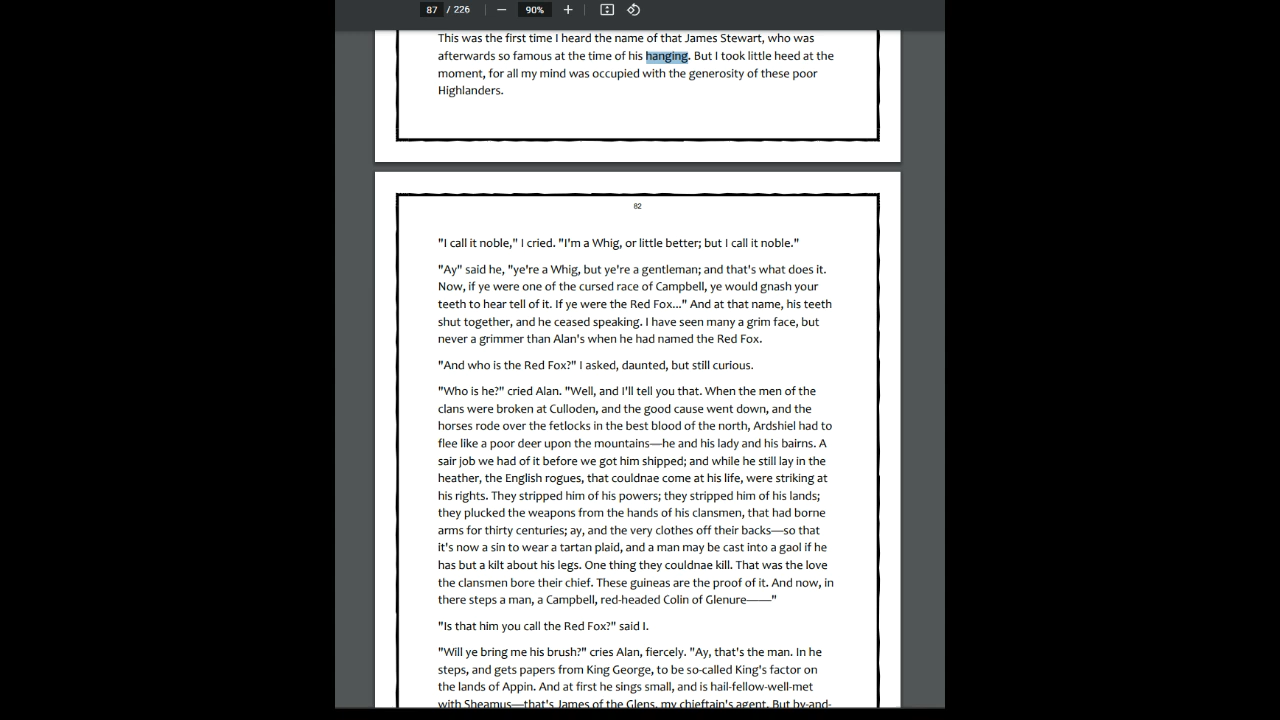 87 / 226 — 90% +
This was the first time I heard the name of that James Stewart, who was
afterwards so famous at the time of his hanging. But I took little heed at the
moment, for all my mind was occupied with the generosity of these poor
Highlanders.
82
"I call it noble," I cried. "I'm a Whig, or little better; but I call it noble."
"Ay" said he, "ye're a Whig, but ye're a gentleman; and that's what does it.
Now, if ye were one of the cursed race of Campbell, ye would gnash your
teeth to hear tell of it. If ye were the Red Fox..." And at that name, his teeth
shut together, and he ceased speaking. I have seen many a grim face, but
never a grimmer than Alan's when he had named the Red Fox.
"And who is the Red Fox?" I asked, daunted, but still curious.
"Who is he?" cried Alan. "Well, and I'll tell you that. When the men of the
clans were broken at Culloden, and the good cause went down, and the
horses rode over the fetlocks in the best blood of the north, Ardshiel had to
flee like a poor deer upon the mountains—he and his lady and his bairns. A
sair job we had of it before we got him shipped; and while he still lay in the
heather, the English rogues, that couldnae come at his life, were striking at
his rights. They stripped him of his powers; they stripped him of his lands;
they plucked the weapons from the hands of his clansmen, that had borne
arms for thirty centuries; ay, and the very clothes off their backs—so that
it's now a sin to wear a tartan plaid, and a man may be cast into a gaol if he
has but a kilt about his legs. One thing they couldnae kill. That was the love
the clansmen bore their chief. These guineas are the proof of it. And now, in
there steps a man, a Campbell, red-headed Colin of Glenure——"
"Is that him you call the Red Fox?" said I.
"Will ye bring me his brush?" cries Alan, fiercely. "Ay, that's the man. In he
steps, and gets papers from King George, to be so-called King's factor on
the lands of Appin. And at first he sings small, and is hail-fellow-well-met
with Sheamus—that's James of the Glens, my chieftain's agent. But by-and-